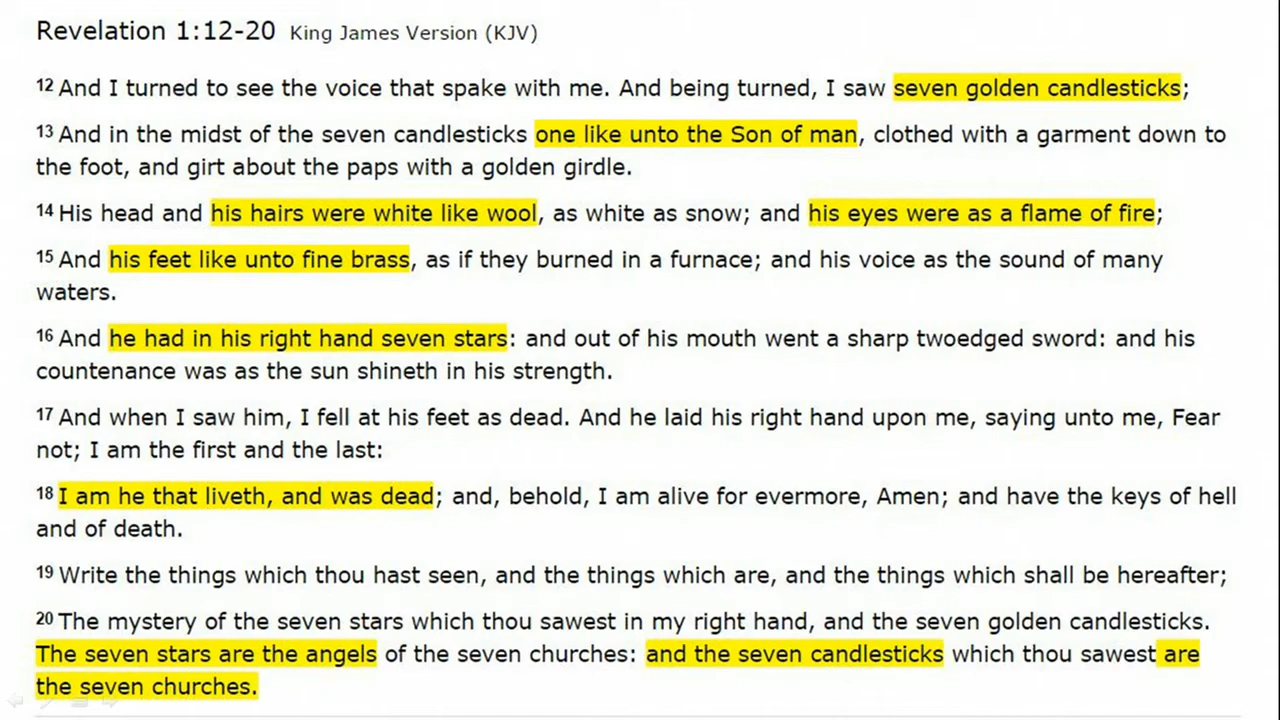 Revelation 1:12-20 King James Version (KJV)
12 And I turned to see the voice that spake with me. And being turned, I saw seven golden candlesticks;
13 And in the midst of the seven candlesticks one like unto the Son of man, clothed with a garment down to
the foot, and girt about the paps with a golden girdle.
14 His head and his hairs were white like wool, as white as snow; and his eyes were as a flame of fire;
15 And his feet like unto fine brass, as if they burned in a furnace; and his voice as the sound of many
waters.
16 And he had in his right hand seven stars: and out of his mouth went a sharp twoedged sword: and his
countenance was as the sun shineth in his strength.
17 And when I saw him, I fell at his feet as dead. And he laid his right hand upon me, saying unto me, Fear
not; I am the first and the last:
18 I am he that liveth, and was dead; and, behold, I am alive for evermore, Amen; and have the keys of hell
and of death.
19 Write the things which thou hast seen, and the things which are, and the things which shall be hereafter;
20 The mystery of the seven stars which thou sawest in my right hand, and the seven golden candlesticks.
The seven stars are the angels of the seven churches: and the seven candlesticks which thou sawest are
the seven churches.